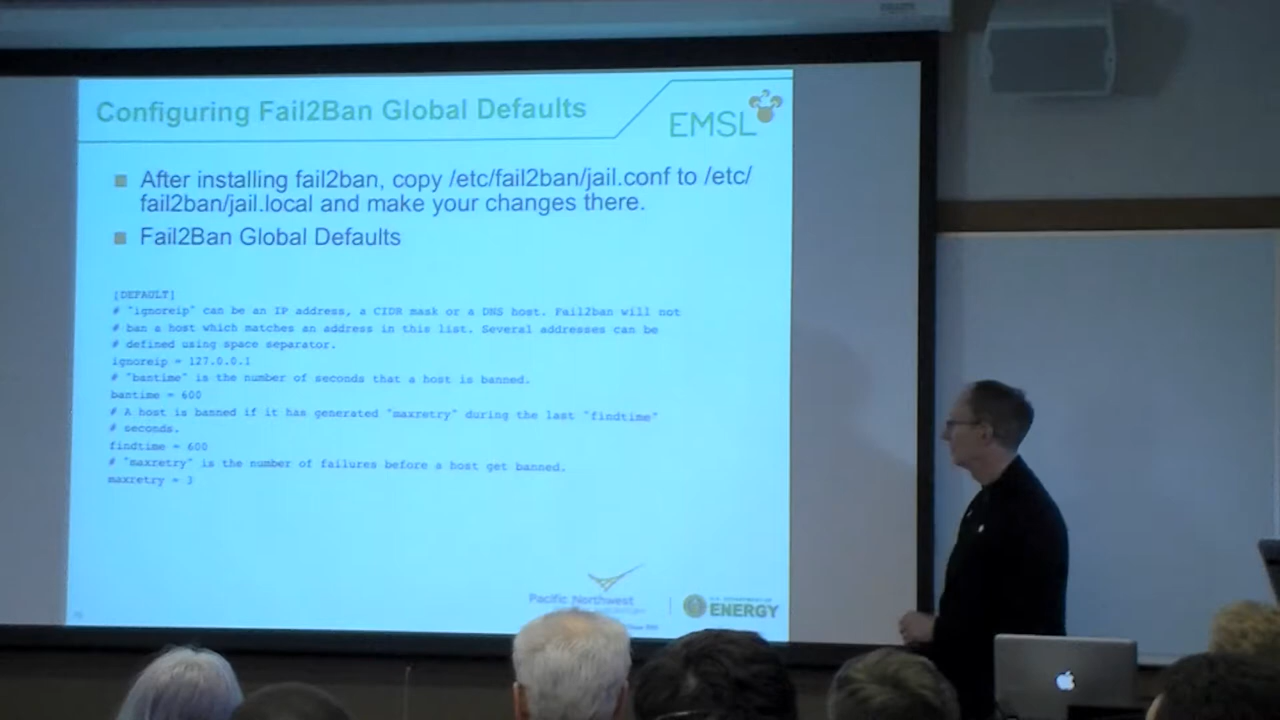 Configuring Fail2Ban Global Defaults
EMSL
After installing fail2ban, copy /etc/fail2ban/jail.conf to /etc/
fail2ban/jail.local and make your changes there.
Fail2Ban Global Defaults
[DEFAULT]
# "ignoreip" can be an IP address, a CIDR mask or a DNS host. Fail2ban will not
# ban a host which matches an address in this list. Several addresses can be
# defined using space separator.
ignoreip = 127.0.0.1
# "bantime" is the number of seconds that a host is banned.
bantime = 600
# A host is banned if it has generated "maxretry" during the last "findtime"
# seconds.
findtime = 600
# "maxretry" is the number of failures before a host get banned.
maxretry = 3
Pacific Northwest
U.S. DEPARTMENT OF
ENERGY